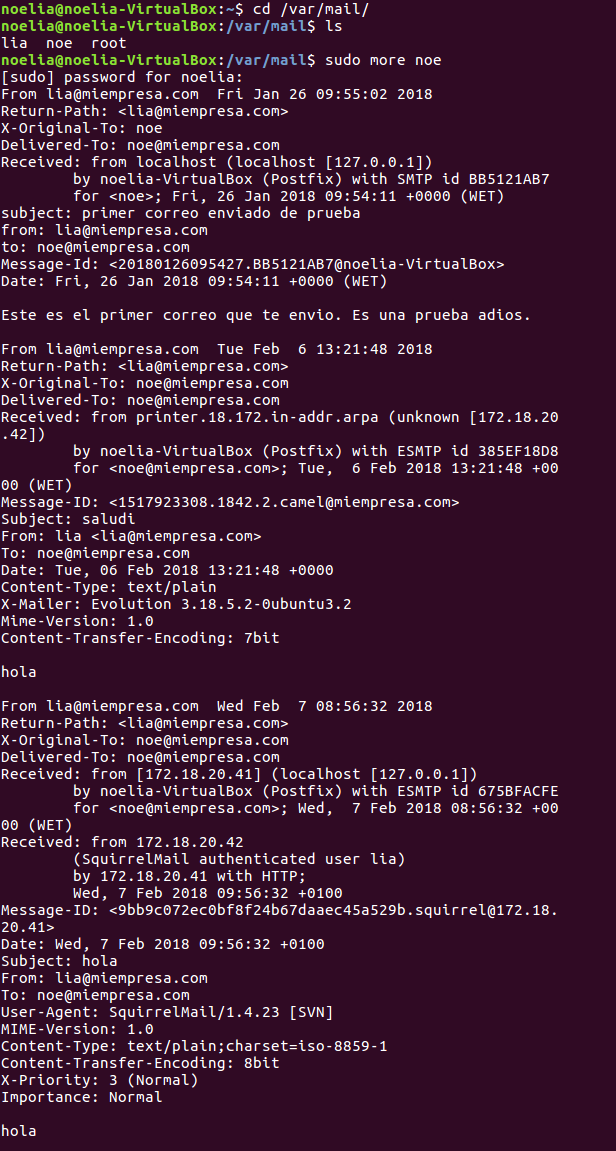 noelia@noelia-VirtualBox:~$ cd /var/mail/
noelia@noelia-VirtualBox:/var/mail$ ls
lia  noe  root
noelia@noelia-VirtualBox:/var/mail$ sudo more noe
[sudo] password for noelia:
From lia@miempresa.com  Fri Jan 26 09:55:02 2018
Return-Path: <lia@miempresa.com>
X-Original-To: noe
Delivered-To: noe@miempresa.com
Received: from localhost (localhost [127.0.0.1])
        by noelia-VirtualBox (Postfix) with SMTP id BB5121AB7
        for <noe>; Fri, 26 Jan 2018 09:54:11 +0000 (WET)
subject: primer correo enviado de prueba
from: lia@miempresa.com
to: noe@miempresa.com
Message-Id: <20180126095427.BB5121AB7@noelia-VirtualBox>
Date: Fri, 26 Jan 2018 09:54:11 +0000 (WET)

Este es el primer correo que te envio. Es una prueba adios.

From lia@miempresa.com  Tue Feb  6 13:21:48 2018
Return-Path: <lia@miempresa.com>
X-Original-To: noe@miempresa.com
Delivered-To: noe@miempresa.com
Received: from printer.18.172.in-addr.arpa (unknown [172.18.20
.42])
        by noelia-VirtualBox (Postfix) with ESMTP id 385EF18D8
        for <noe@miempresa.com>; Tue,  6 Feb 2018 13:21:48 +00
00 (WET)
Message-ID: <1517923308.1842.2.camel@miempresa.com>
Subject: saludi
From: lia <lia@miempresa.com>
To: noe@miempresa.com
Date: Tue, 06 Feb 2018 13:21:48 +0000
Content-Type: text/plain
X-Mailer: Evolution 3.18.5.2-0ubuntu3.2
Mime-Version: 1.0
Content-Transfer-Encoding: 7bit

hola

From lia@miempresa.com  Wed Feb  7 08:56:32 2018
Return-Path: <lia@miempresa.com>
X-Original-To: noe@miempresa.com
Delivered-To: noe@miempresa.com
Received: from [172.18.20.41] (localhost [127.0.0.1])
        by noelia-VirtualBox (Postfix) with ESMTP id 675BFACFE
        for <noe@miempresa.com>; Wed,  7 Feb 2018 08:56:32 +00
00 (WET)
Received: from 172.18.20.42
        (SquirrelMail authenticated user lia)
        by 172.18.20.41 with HTTP;
        Wed, 7 Feb 2018 09:56:32 +0100
Message-ID: <9bb9c072ec0bf8f24b67daaec45a529b.squirrel@172.18.
20.41>
Date: Wed, 7 Feb 2018 09:56:32 +0100
Subject: hola
From: lia@miempresa.com
To: noe@miempresa.com
User-Agent: SquirrelMail/1.4.23 [SVN]
MIME-Version: 1.0
Content-Type: text/plain;charset=iso-8859-1
Content-Transfer-Encoding: 8bit
X-Priority: 3 (Normal)
Importance: Normal

hola